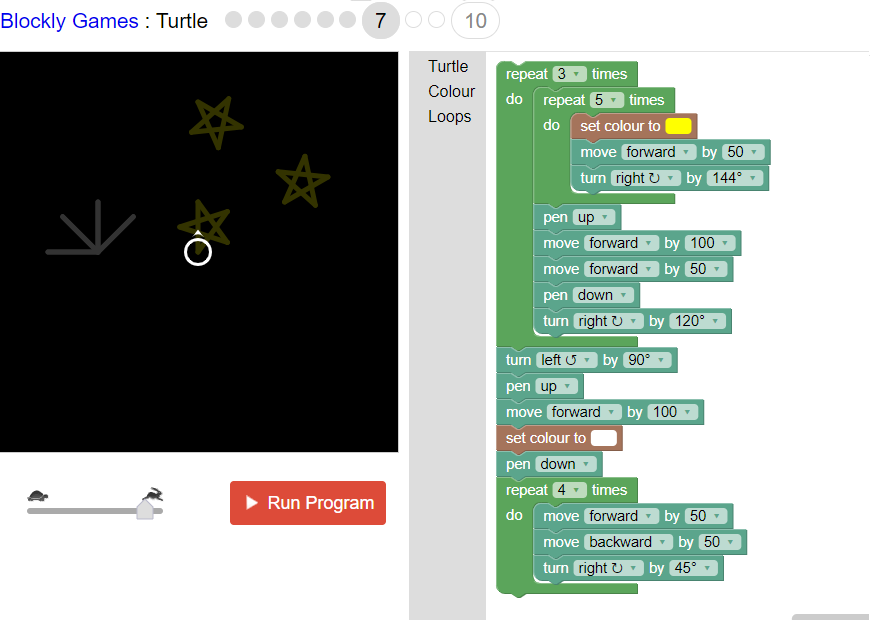 Blockly Games : Turtle 7 10
Turtle
Colour
Loops
repeat 3 times
do repeat 5 times
do set colour to
move forward by 50
turn right ↻ by 144°
pen up
move forward by 100
move forward by 50
pen down
turn right ↻ by 120°
turn left ↺ by 90°
pen up
move forward by 100
set colour to
pen down
repeat 4 times
do move forward by 50
move backward by 50
turn right ↻ by 45°
Run Program